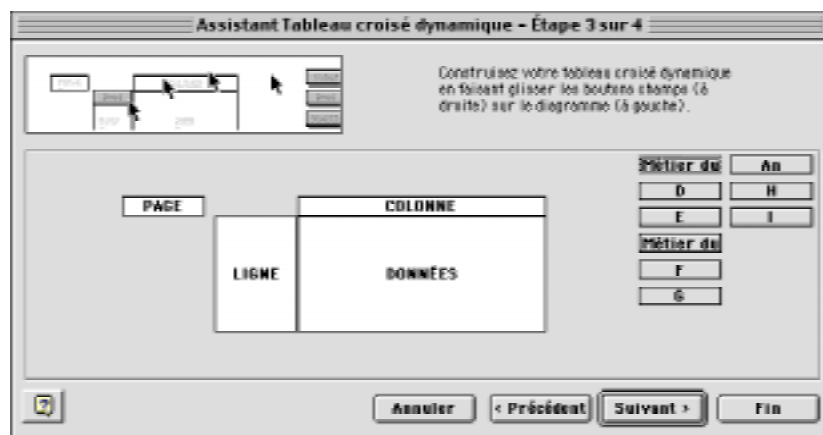 Assistant Tableau croisé dynamique – Étape 3 sur 4
Construisez votre tableau croisé dynamique
en faisant glisser les boutons champs (à
droite) sur le diagramme (à gauche).
Métier du An
D H
PAGE COLONNE E I
Métier du
LIGNE DONNÉES F
G
Annuler < Précédent Suivant > Fin